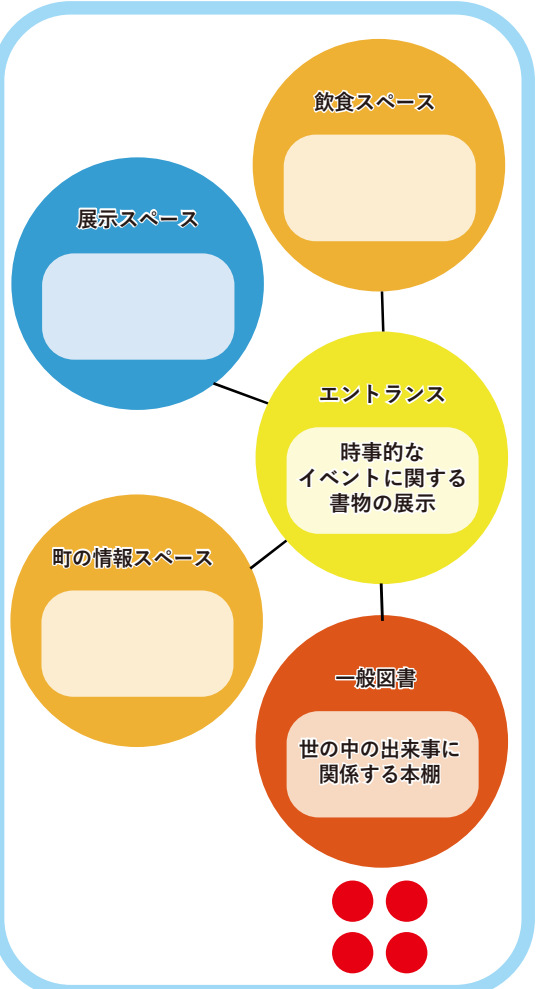 飲食スペース
展示スペース
エントランス
時事的な
イベントに関する
書物の展示
町の情報スペース
一般図書
世の中の出来事に
関係する本棚